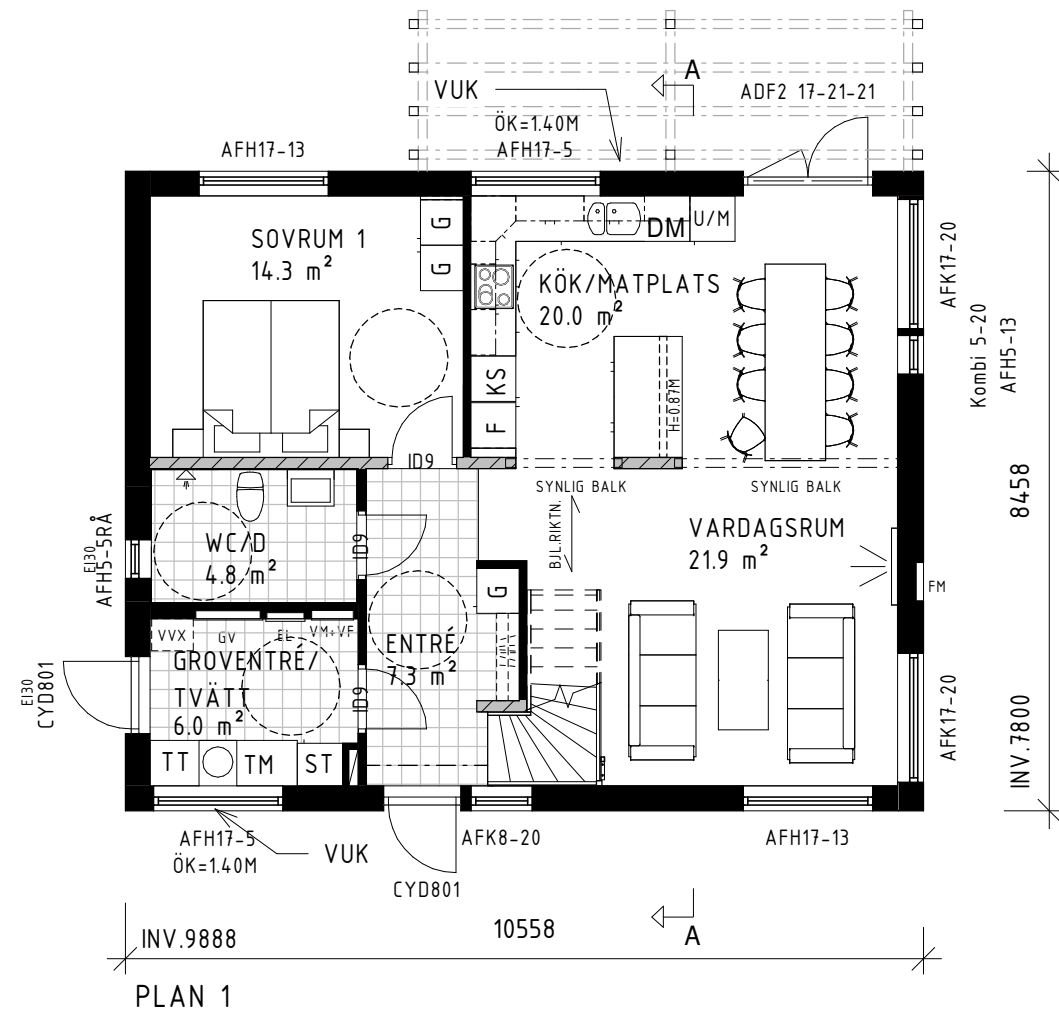 A
VUK
ADF2 17-21-21
ÖK=1.40M
AFH17-13
AFH17-5
G
G
SOVRUM 1
14.3 m²
DM
U/M
KÖK/MATPLATS
20.0 m²
AFK17-20
Kombi 5-20
AFH5-13
KS
F
H=0.87M
ID9
SYNLIG BALK
SYNLIG BALK
BJL.RIKTN.
8458
WC/D
4.8 m²
ID9
VARDAGSRUM
21.9 m²
EI30
AFH5-5RÅ
G
FM
VVX
GV
EL
VM+VF
GROVENTRÉ/
TVÄTT
6.0 m²
ENTRÉ
7.3 m²
ID9
EI30
CYD801
TT
TM
ST
AFK17-20
INV.7800
AFH17-5
ÖK=1.40M
VUK
AFK8-20
AFH17-13
CYD801
INV.9888
10558
A
PLAN 1